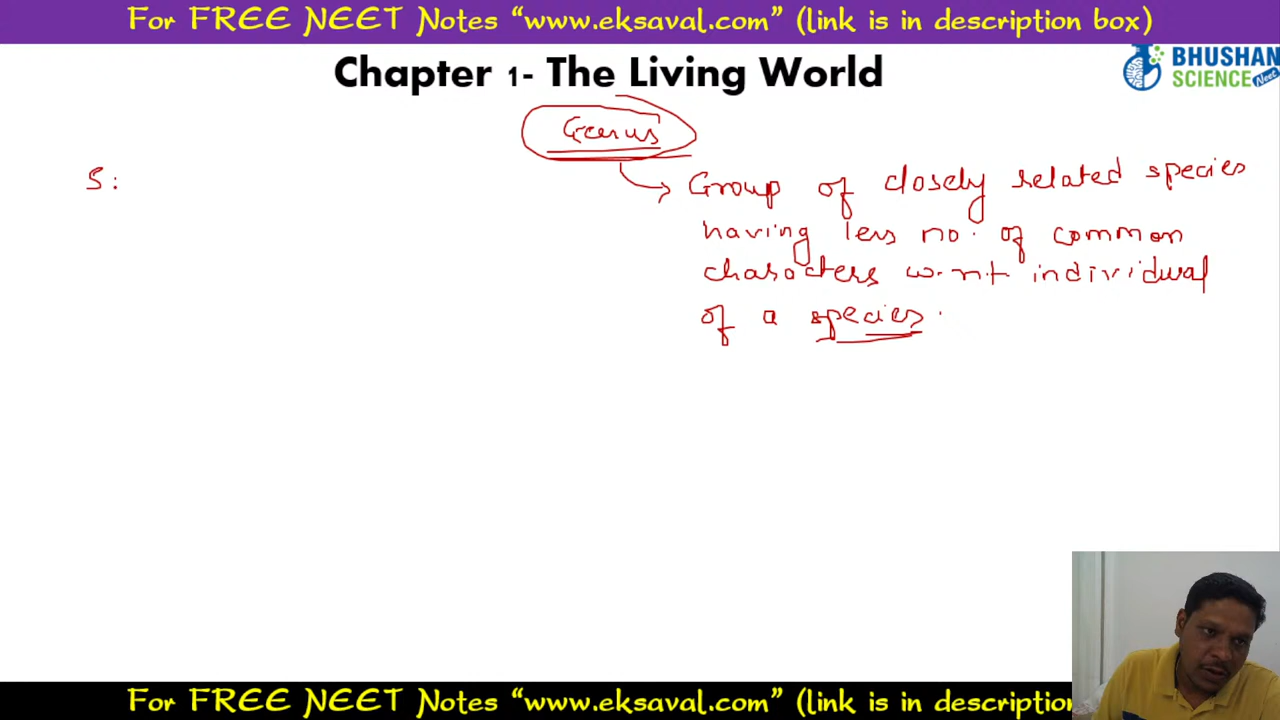 For FREE NEET Notes “www.eksaval.com” (link is in description box)
Chapter 1- The Living World
BHUSHAN
SCIENCE Neet
Genus
S:
Group of closely related species
having less no. of common
characters w.r.t individual
of a species.
For FREE NEET Notes “www.eksaval.com” (link is in description